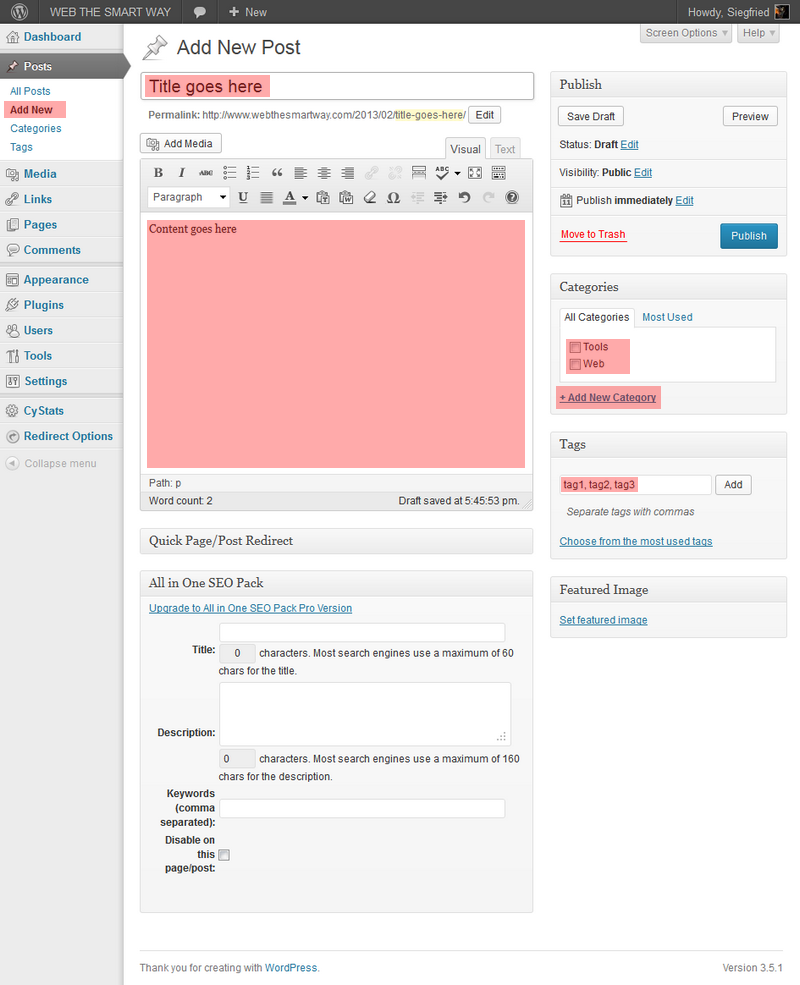 WEB THE SMART WAY + New Howdy, Siegfried
Screen Options Help
Dashboard
Posts
All Posts
Add New
Categories
Tags
Media
Links
Pages
Comments
Appearance
Plugins
Users
Tools
Settings
CyStats
Redirect Options
Collapse menu
Add New Post
Title goes here
Permalink: http://www.webthesmartway.com/2013/02/title-goes-here/ Edit
Add Media
Visual Text
B I ABC ABC
Paragraph U A
Content goes here
Path: p
Word count: 2 Draft saved at 5:45:53 pm.
Quick Page/Post Redirect
All in One SEO Pack
Upgrade to All in One SEO Pack Pro Version
Title:
0 characters. Most search engines use a maximum of 60
chars for the title.
Description:
0 characters. Most search engines use a maximum of 160
chars for the description.
Keywords
(comma
separated):
Disable on
this
page/post:
Publish
Save Draft Preview
Status: Draft Edit
Visibility: Public Edit
Publish immediately Edit
Move to Trash Publish
Categories
All Categories Most Used
Tools
Web
+ Add New Category
Tags
tag1, tag2, tag3 Add
Separate tags with commas
Choose from the most used tags
Featured Image
Set featured image
Thank you for creating with WordPress. Version 3.5.1